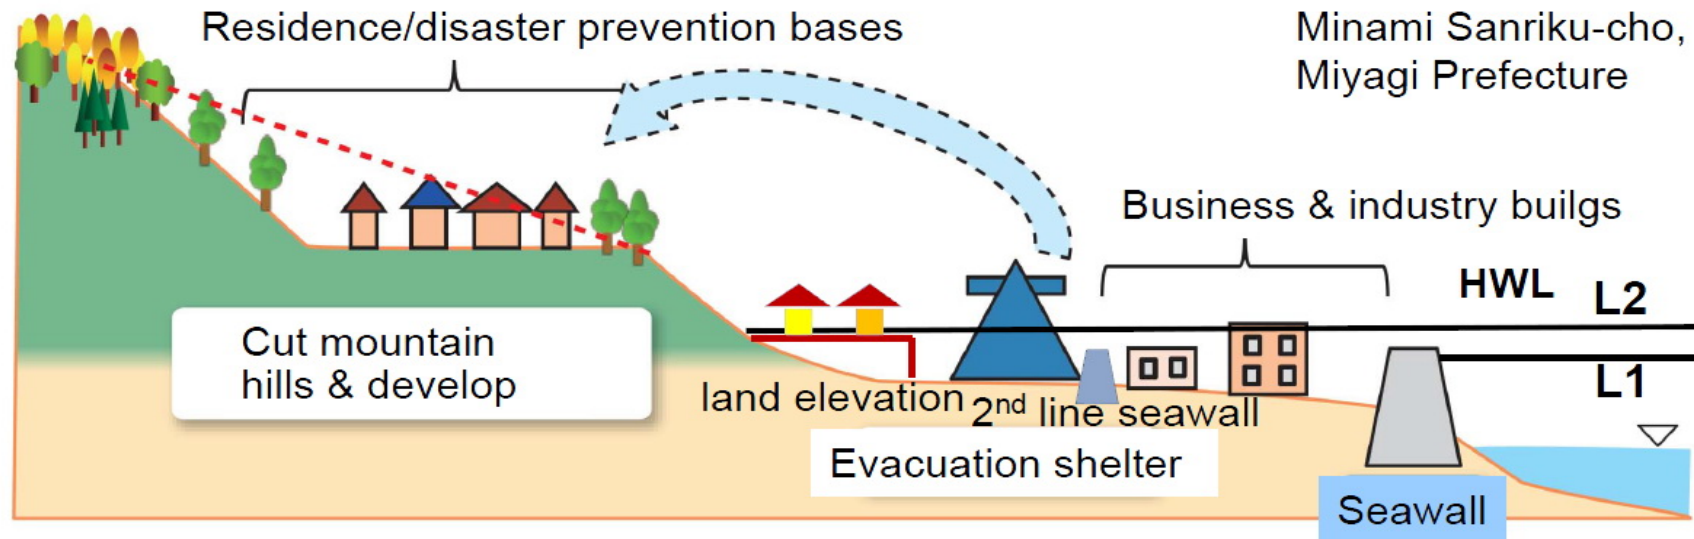 Residence/disaster prevention bases
Minami Sanriku-cho,
Miyagi Prefecture
Business & industry builgs
HWL
L2
L1
Cut mountain
hills & develop
land elevation
2nd line seawall
Evacuation shelter
Seawall